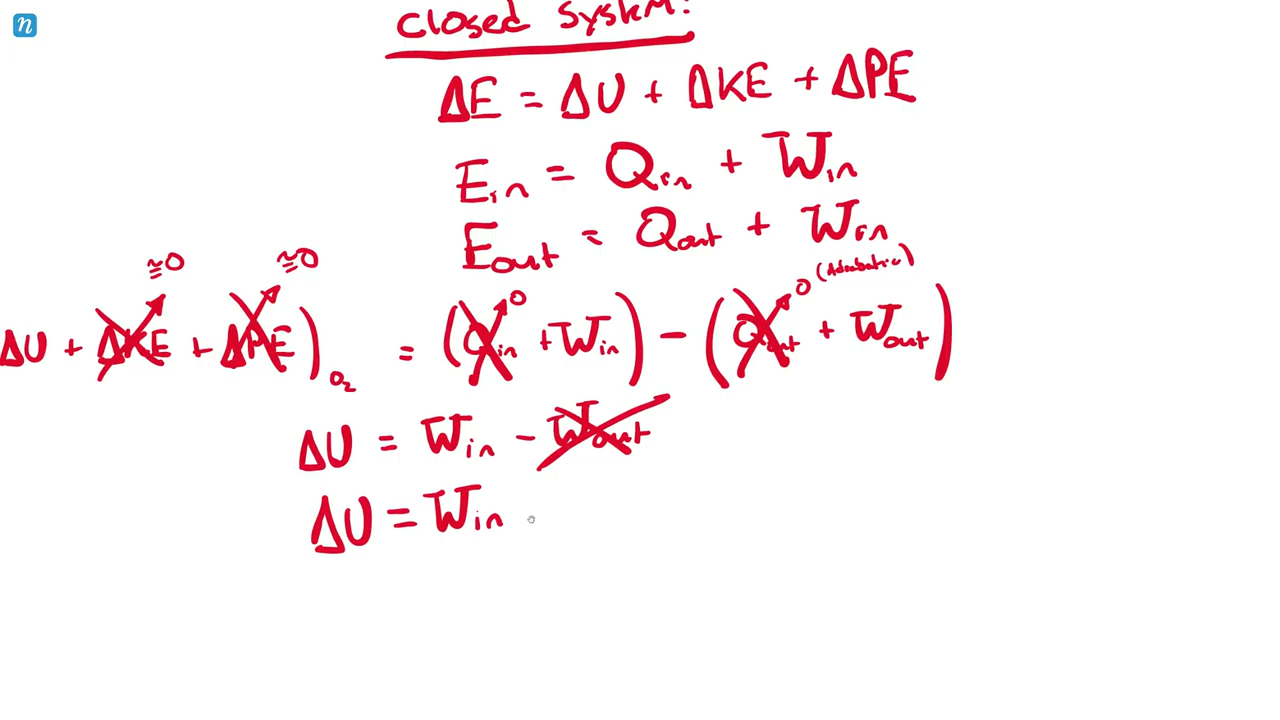 n
Closed System:
ΔE = ΔU + ΔKE + ΔPE
Ein = Qin + Win
Eout = Qout + Win
ΔU + ΔKE + ΔPE)O2 = (Qin + Win) - (Qout + Wout)
≅0 ≅0 0 0 (Adiabatic)
ΔU = Win - Wout
ΔU = Win